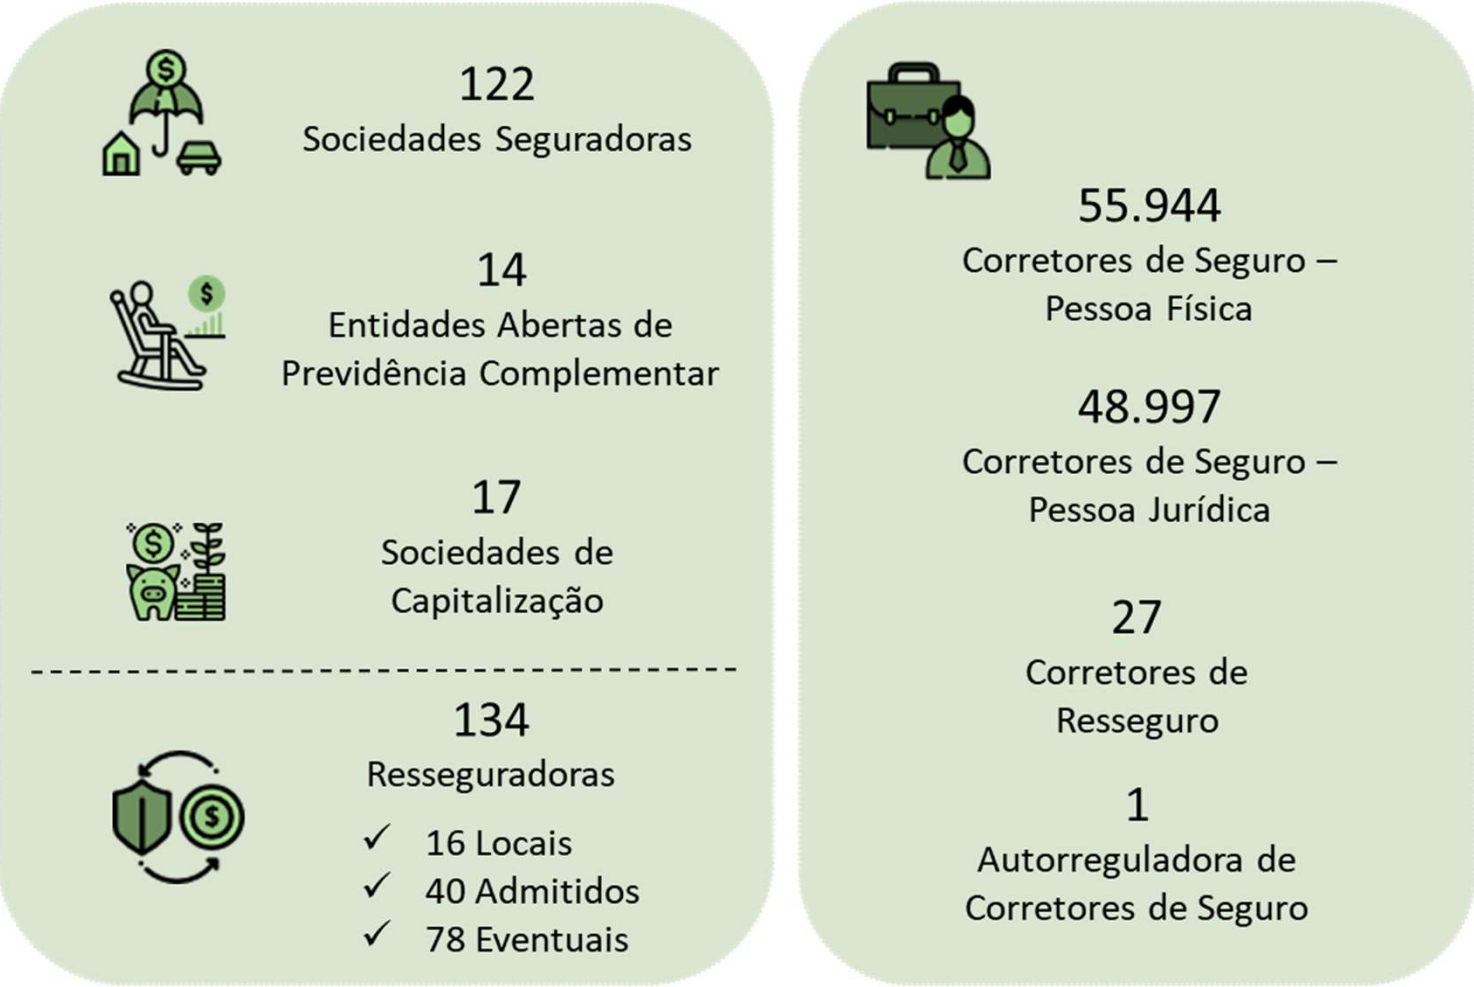 122
Sociedades Seguradoras
14
Entidades Abertas de
Previdência Complementar
17
Sociedades de
Capitalização
134
Resseguradoras
✓ 16 Locais
✓ 40 Admitidos
✓ 78 Eventuais
55.944
Corretores de Seguro –
Pessoa Física
48.997
Corretores de Seguro –
Pessoa Jurídica
27
Corretores de
Resseguro
1
Autorreguladora de
Corretores de Seguro